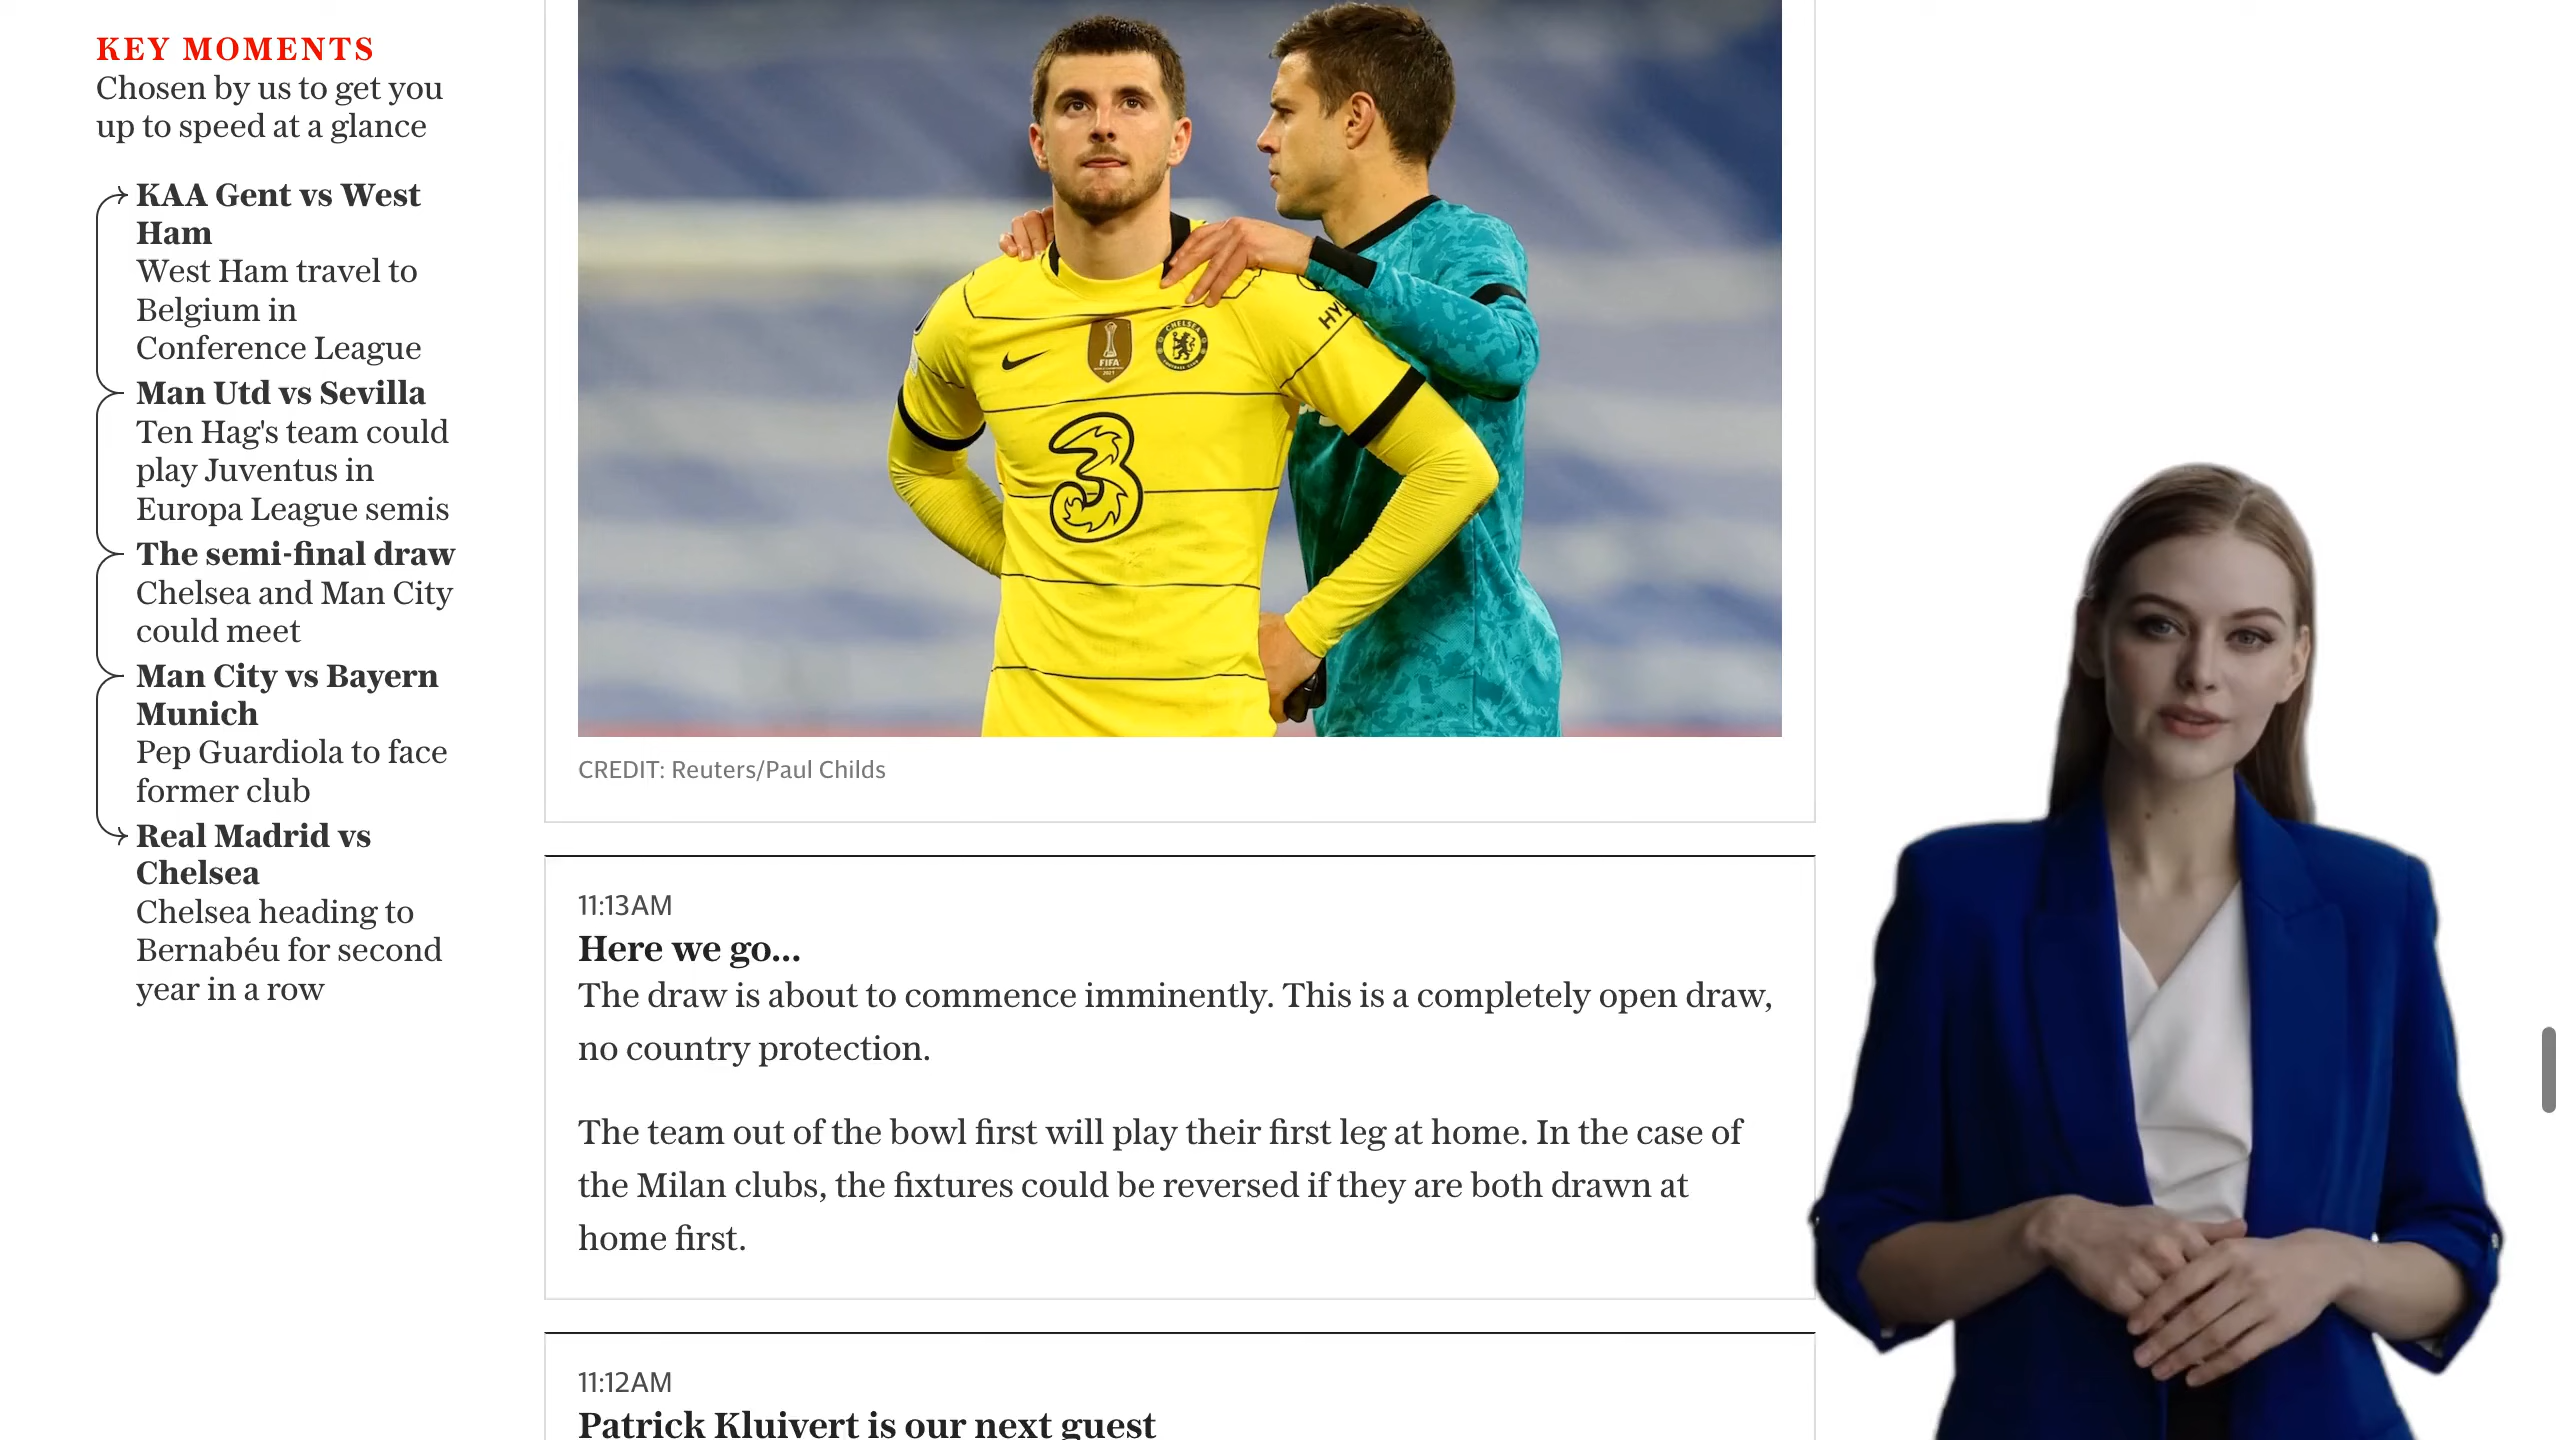 KEY MOMENTS
Chosen by us to get you
up to speed at a glance
KAA Gent vs West
Ham
West Ham travel to
Belgium in
Conference League
Man Utd vs Sevilla
Ten Hag's team could
play Juventus in
Europa League semis
The semi-final draw
Chelsea and Man City
could meet
Man City vs Bayern
Munich
Pep Guardiola to face
former club
Real Madrid vs
Chelsea
Chelsea heading to
Bernabéu for second
year in a row
FIFA
CHELSEA
3
CREDIT: Reuters/Paul Childs
11:13AM
Here we go...
The draw is about to commence imminently. This is a completely open draw,
no country protection.
The team out of the bowl first will play their first leg at home. In the case of
the Milan clubs, the fixtures could be reversed if they are both drawn at
home first.
11:12AM
Patrick Kluivert is our next guest